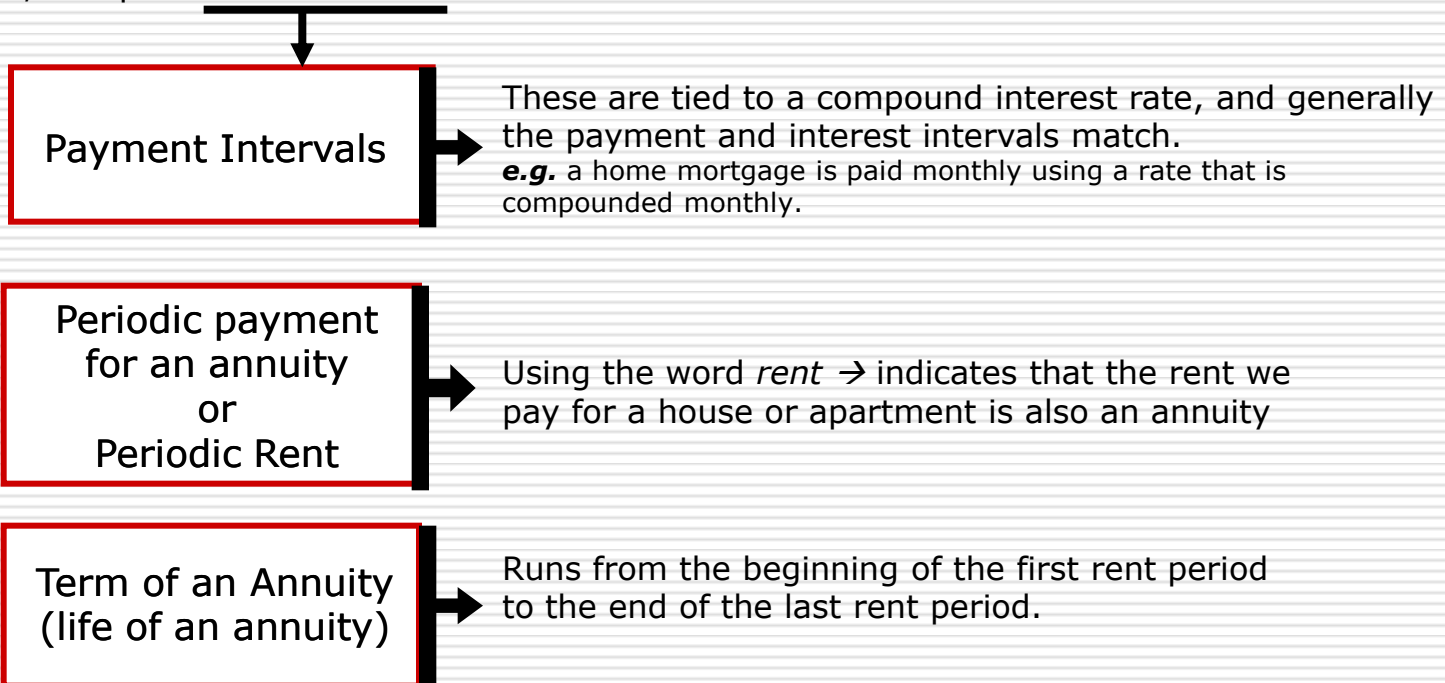 Payment Intervals
These are tied to a compound interest rate, and generally
the payment and interest intervals match.
e.g. a home mortgage is paid monthly using a rate that is
compounded monthly.
Periodic payment
for an annuity
or
Periodic Rent
Using the word rent → indicates that the rent we
pay for a house or apartment is also an annuity
Term of an Annuity
(life of an annuity)
Runs from the beginning of the first rent period
to the end of the last rent period.